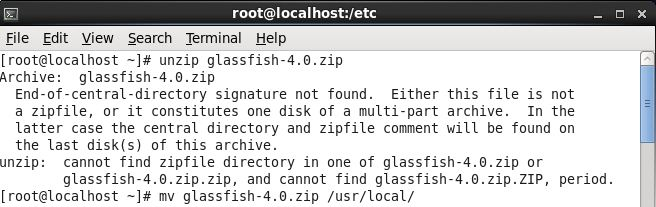 root@localhost:/etc
File Edit View Search Terminal Help
[root@localhost ~]# unzip glassfish-4.0.zip
Archive:  glassfish-4.0.zip
  End-of-central-directory signature not found.  Either this file is not
  a zipfile, or it constitutes one disk of a multi-part archive.  In the
  latter case the central directory and zipfile comment will be found on
  the last disk(s) of this archive.
unzip:  cannot find zipfile directory in one of glassfish-4.0.zip or
        glassfish-4.0.zip.zip, and cannot find glassfish-4.0.zip.ZIP, period.
[root@localhost ~]# mv glassfish-4.0.zip /usr/local/